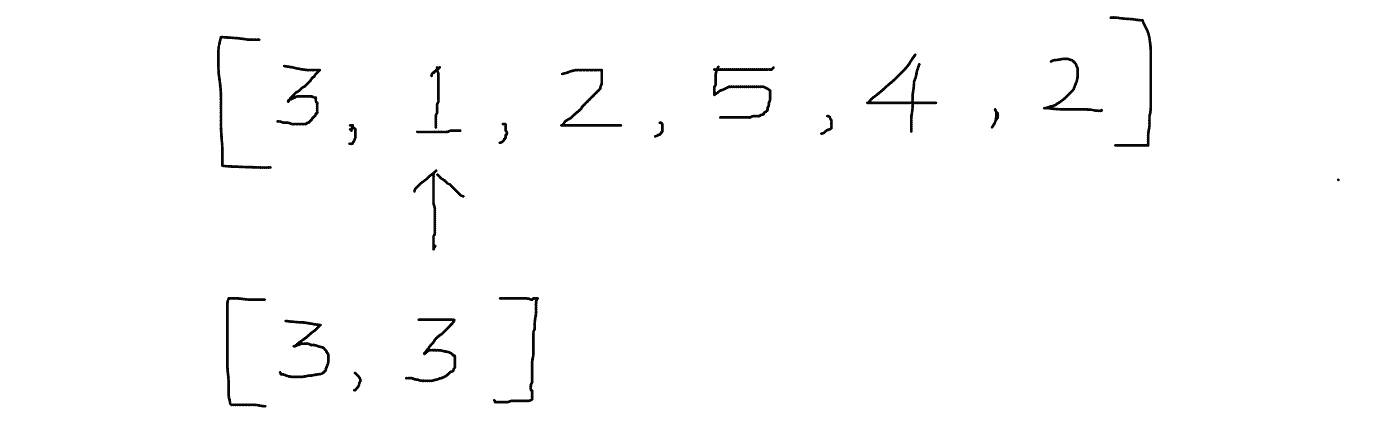 [3, 1, 2, 5, 4, 2]
↑
[3, 3]